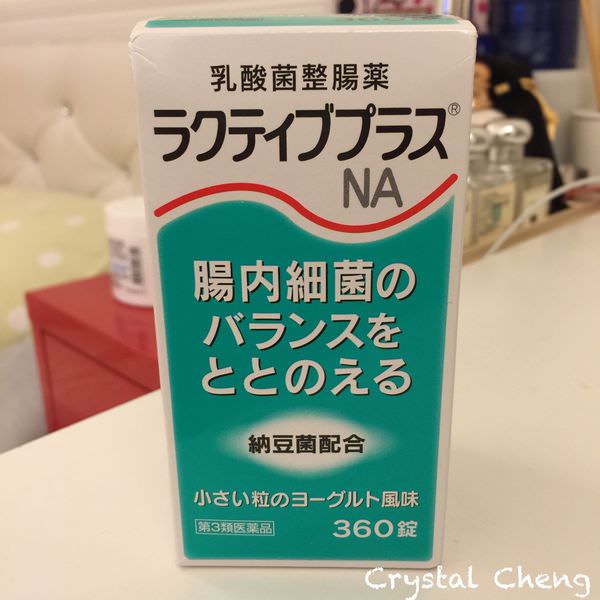 乳酸菌整腸薬
ラクティブプラス®
NA
腸内細菌の
バランスを
ととのえる
納豆菌配合
小さい粒のヨーグルト風味
第3類医薬品 360錠
Crystal Cheng